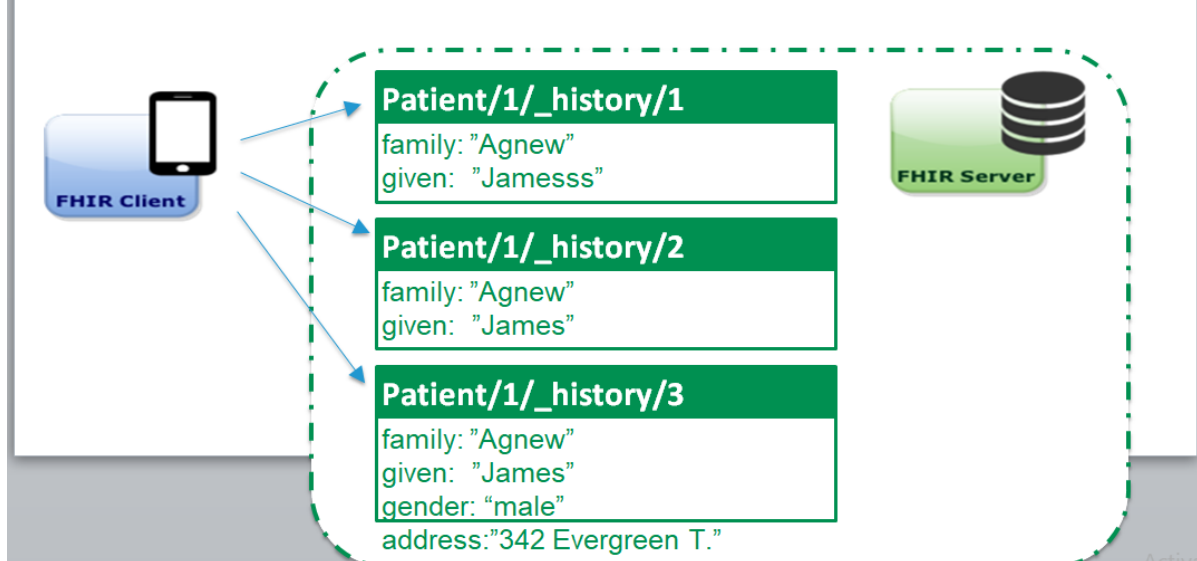 Patient/1/_history/1
family: ”Agnew”
given:  ”Jamesss”
FHIR Client
FHIR Server
Patient/1/_history/2
family: ”Agnew”
given:  ”James”
Patient/1/_history/3
family: ”Agnew”
given:  ”James”
gender: “male”
address:”342 Evergreen T.”